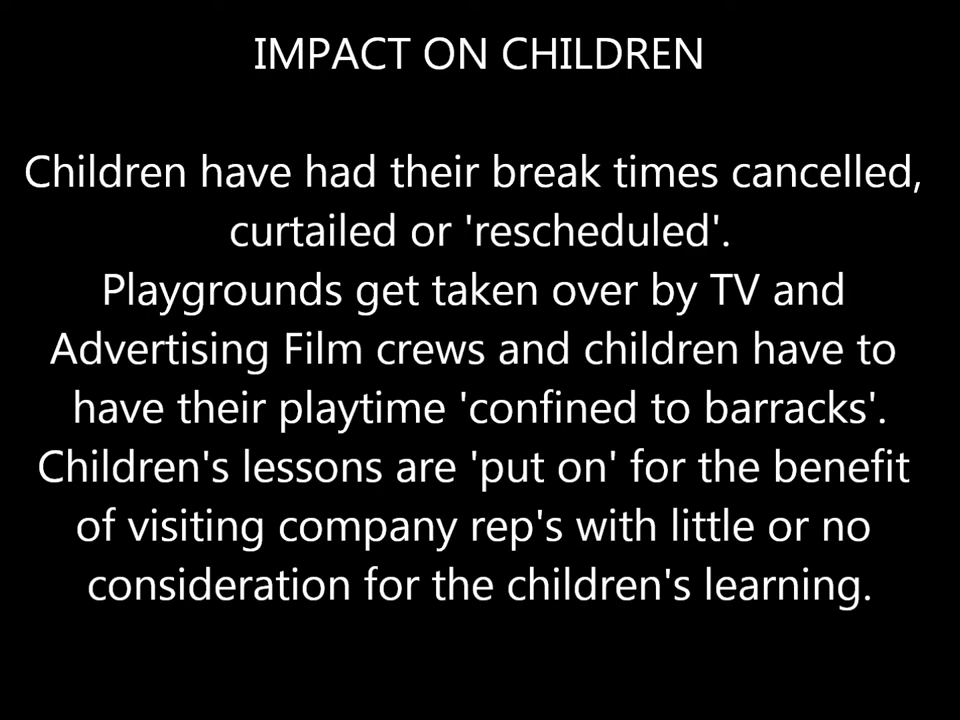 IMPACT ON CHILDREN
Children have had their break times cancelled,
curtailed or 'rescheduled'.
Playgrounds get taken over by TV and
Advertising Film crews and children have to
have their playtime 'confined to barracks'.
Children's lessons are 'put on' for the benefit
of visiting company rep's with little or no
consideration for the children's learning.